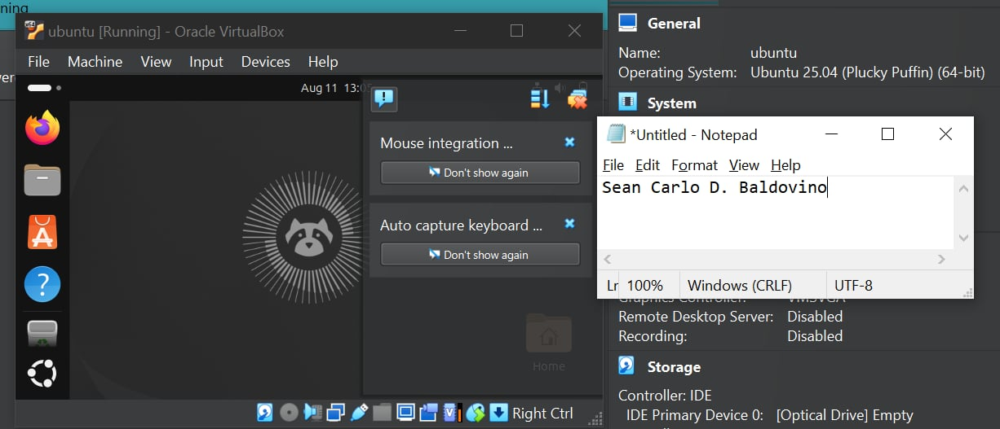 ning
ubuntu [Running] - Oracle VirtualBox
File Machine View Input Devices Help
Aug 11 13:0
Mouse integration ...
Don't show again
Auto capture keyboard ...
Don't show again
Home
Right Ctrl
General
Name: ubuntu
Operating System: Ubuntu 25.04 (Plucky Puffin) (64-bit)
System
*Untitled - Notepad
File Edit Format View Help
Sean Carlo D. Baldovino
Ln 100% Windows (CRLF) UTF-8
Graphics Controller: VMSVGA
Remote Desktop Server: Disabled
Recording: Disabled
Storage
Controller: IDE
IDE Primary Device 0: [Optical Drive] Empty